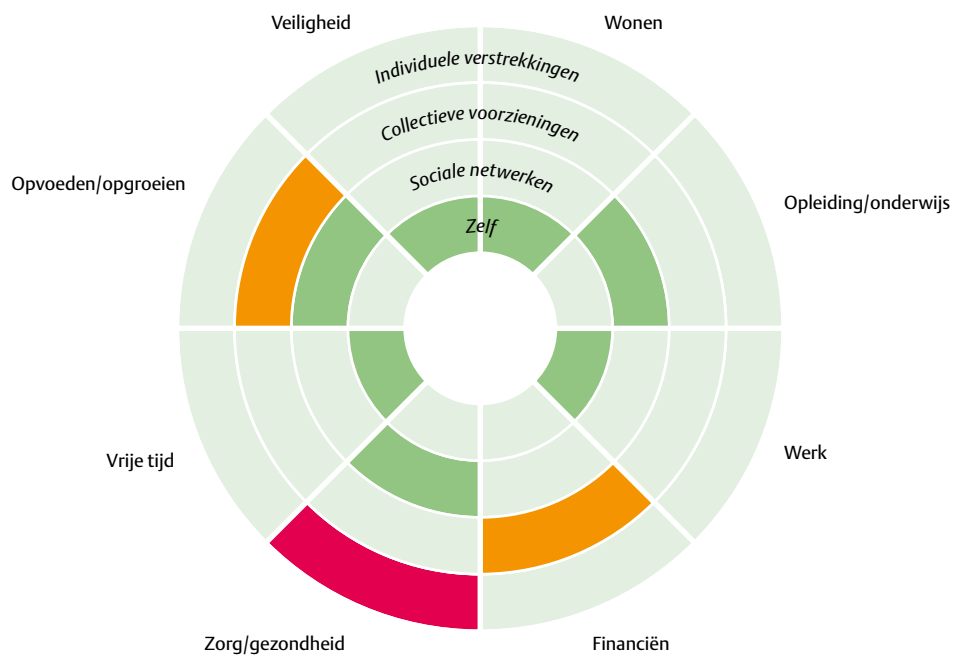 Veiligheid
Wonen
Individuele verstrekkingen
Collectieve voorzieningen
Sociale netwerken
Zelf
Opvoeden/opgroeien
Opleiding/onderwijs
Vrije tijd
Werk
Zorg/gezondheid
Financiën